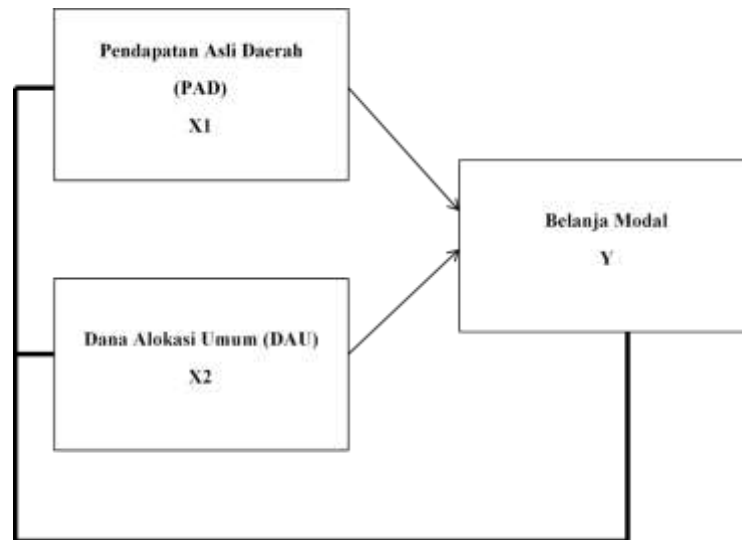 Pendapatan Asli Daerah
(PAD)
X1
Belanja Modal
Y
Dana Alokasi Umum (DAU)
X2